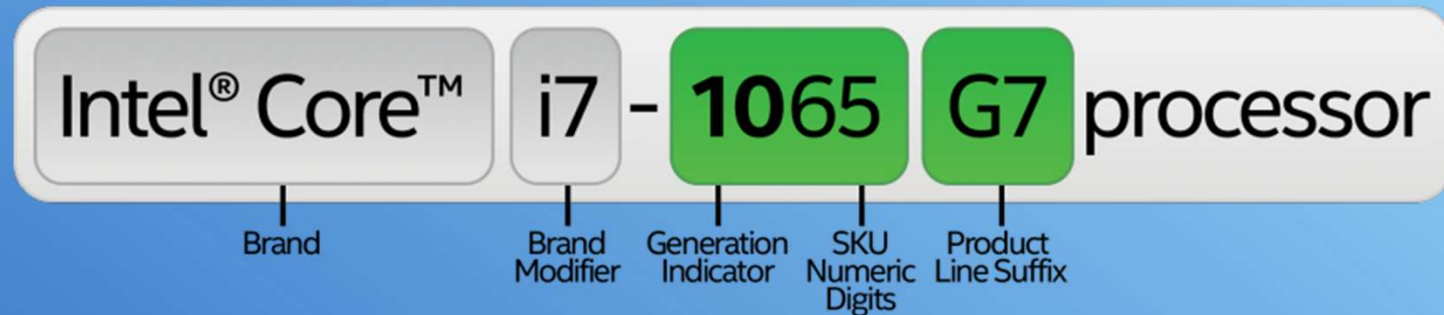 Intel® Core™ i7 - 1065 G7 processor
Brand
Brand
Modifier
Generation
Indicator
SKU
Numeric
Digits
Product
Line Suffix